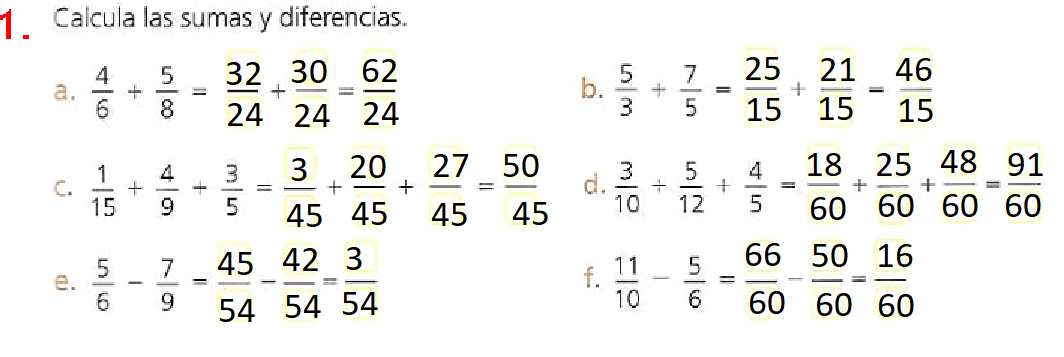 1. Calcula las sumas y diferencias.
a. 4/6 + 5/8 = 32/24 + 30/24 = 62/24
b. 5/3 + 7/5 = 25/15 + 21/15 = 46/15
c. 1/15 + 4/9 + 3/5 = 3/45 + 20/45 + 27/45 = 50/45
d. 3/10 + 5/12 + 4/5 = 18/60 + 25/60 + 48/60 = 91/60
e. 5/6 − 7/9 = 45/54 − 42/54 = 3/54
f. 11/10 − 5/6 = 66/60 − 50/60 = 16/60